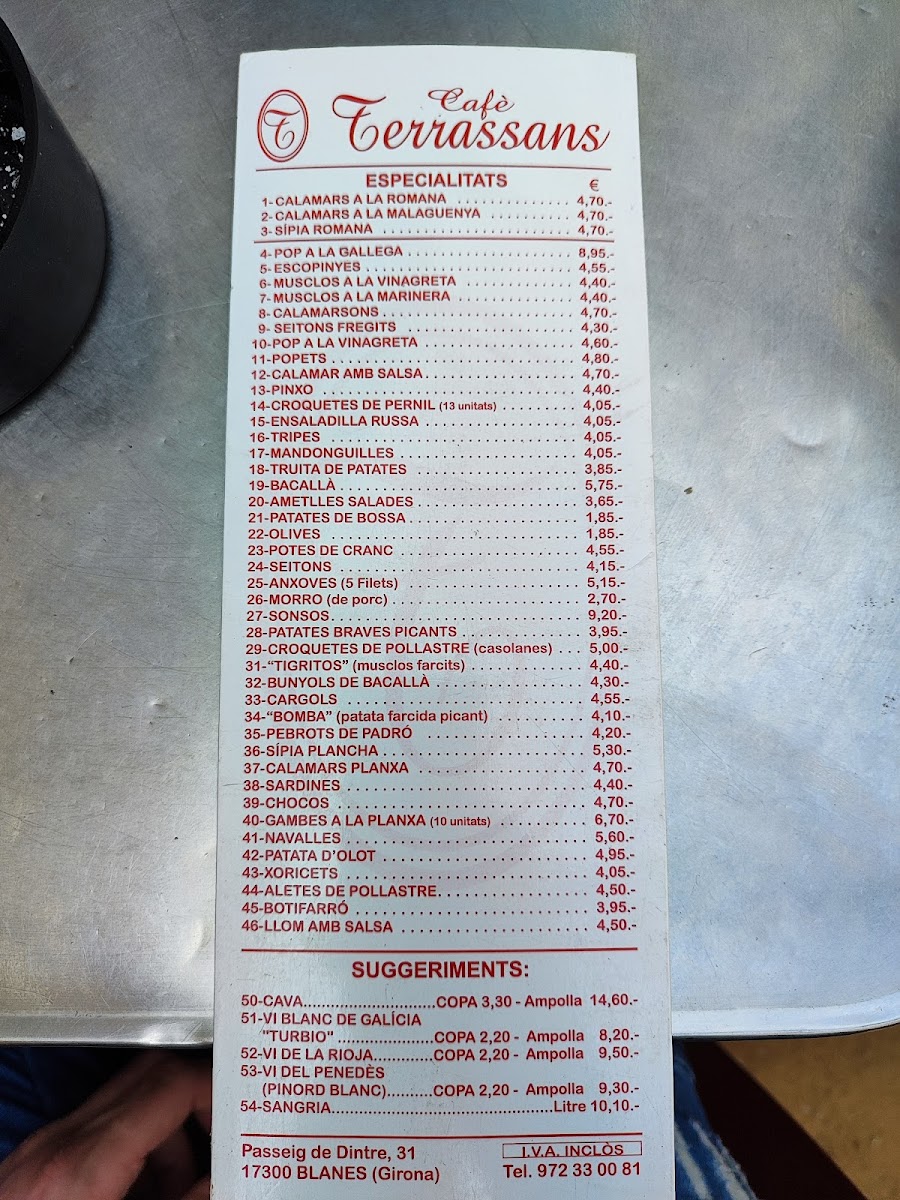 T Cafè
Terrassans
ESPECIALITATS €
1-CALAMARS A LA ROMANA .............. 4,70.-
2-CALAMARS A LA MALAGUENYA .......... 4,70.-
3-SÍPIA ROMANA ........................ 4,70.-
4-POP A LA GALLEGA ..................... 8,95.-
5-ESCOPINYES .......................... 4,55.-
6-MUSCLOS A LA VINAGRETA ............. 4,40.-
7-MUSCLOS A LA MARINERA .............. 4,40.-
8-CALAMARSONS ........................ 4,70.-
9- SEITONS FREGITS ..................... 4,30.-
10-POP A LA VINAGRETA .................. 4,60.-
11-POPETS .............................. 4,80.-
12-CALAMAR AMB SALSA .................. 4,70.-
13-PINXO ............................... 4,40.-
14-CROQUETES DE PERNIL (13 unitats) ......... 4,05.-
15-ENSALADILLA RUSSA ................... 4,05.-
16-TRIPES .............................. 4,05.-
17-MANDONGUILLES ...................... 4,05.-
18-TRUITA DE PATATES .................... 3,85.-
19-BACALLÀ ............................. 5,75.-
20-AMETLLES SALADES .................... 3,65.-
21-PATATES DE BOSSA .................... 1,85.-
22-OLIVES .............................. 1,85.-
23-POTES DE CRANC ...................... 4,55.-
24-SEITONS ............................. 4,15.-
25-ANXOVES (5 Filets) ..................... 5,15.-
26-MORRO (de porc) ....................... 2,70.-
27-SONSOS .............................. 9,20.-
28-PATATES BRAVES PICANTS ............... 3,95.-
29-CROQUETES DE POLLASTRE (casolanes) ... 5,00.-
31-“TIGRITOS” (musclos farcits) .............. 4,40.-
32-BUNYOLS DE BACALLÀ .................. 4,30.-
33-CARGOLS ............................ 4,55.-
34-“BOMBA” (patata farcida picant) .......... 4,10.-
35-PEBROTS DE PADRÓ .................... 4,20.-
36-SÍPIA PLANCHA ........................ 5,30.-
37-CALAMARS PLANXA .................... 4,70.-
38-SARDINES ............................ 4,40.-
39-CHOCOS ............................. 4,70.-
40-GAMBES A LA PLANXA (10 unitats) .......... 6,70.-
41-NAVALLES ............................ 5,60.-
42-PATATA D’OLOT ........................ 4,95.-
43-XORICETS ............................ 4,05.-
44-ALETES DE POLLASTRE .................. 4,50.-
45-BOTIFARRÓ ........................... 3,95.-
46-LLOM AMB SALSA ...................... 4,50.-
SUGGERIMENTS:
50-CAVA...........................COPA 3,30 - Ampolla 14,60.-
51-VI BLANC DE GALÍCIA
"TURBIO" ....................COPA 2,20 - Ampolla 8,20.-
52-VI DE LA RIOJA............COPA 2,20 - Ampolla 9,50.-
53-VI DEL PENEDÈS
(PINORD BLANC)..........COPA 2,20 - Ampolla 9,30.-
54-SANGRIA..............................................Litre 10,10.-
Passeig de Dintre, 31 I.V.A. INCLÒS
17300 BLANES (Girona) Tel. 972 33 00 81